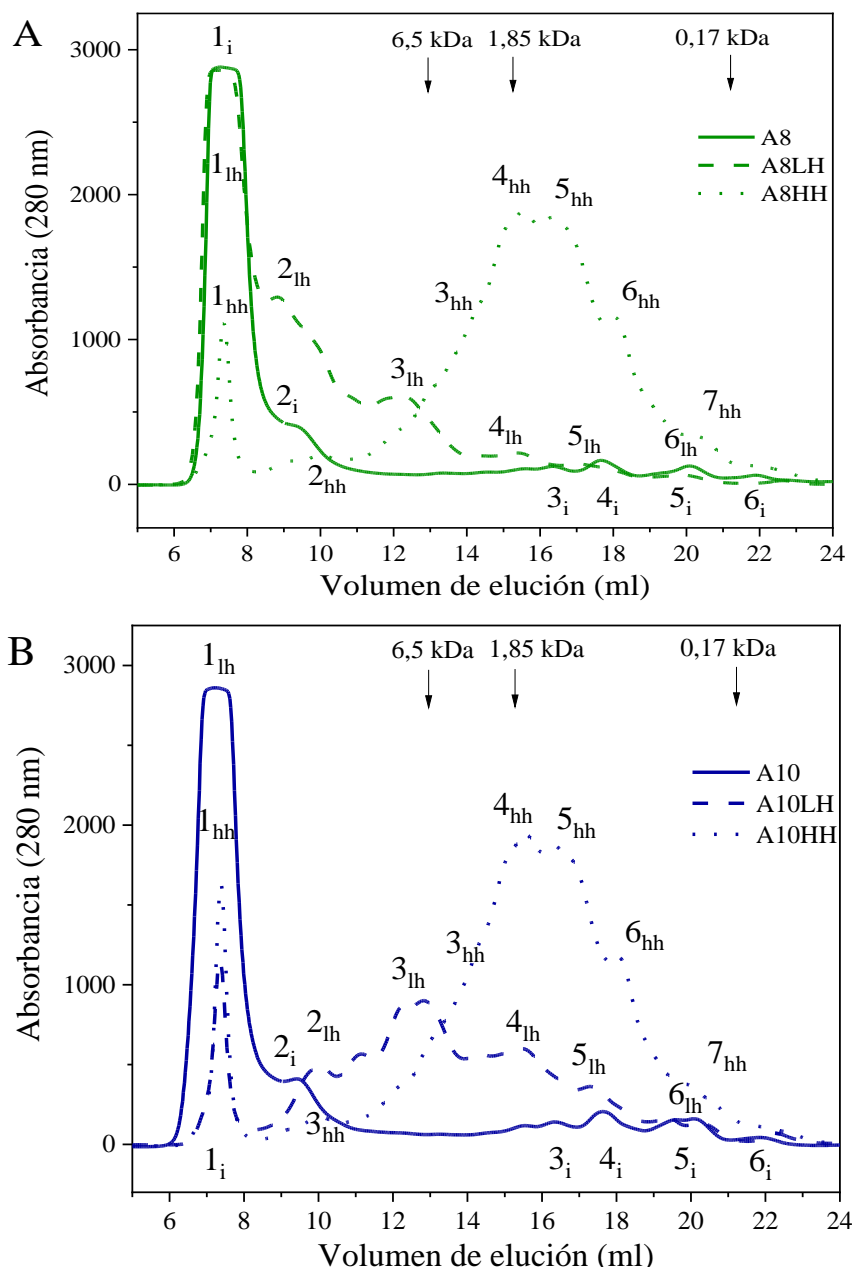 A
6,5 kDa 1,85 kDa 0,17 kDa
Absorbancia (280 nm)
3000
2000
1000
0
1i
1lh
1hh
2lh
2i
2hh
3lh
3hh
4hh
5hh
6hh
7hh
4lh
5lh
6lh
3i
4i
5i
6i
A8
A8LH
A8HH
6 8 10 12 14 16 18 20 22 24
Volumen de elución (ml)
B
6,5 kDa 1,85 kDa 0,17 kDa
Absorbancia (280 nm)
3000
2000
1000
0
1lh
1hh
1i
2i
2lh
3hh
3lh
3hh
4hh
5hh
6hh
7hh
4lh
5lh
6lh
3i
4i
5i
6i
A10
A10LH
A10HH
6 8 10 12 14 16 18 20 22 24
Volumen de elución (ml)